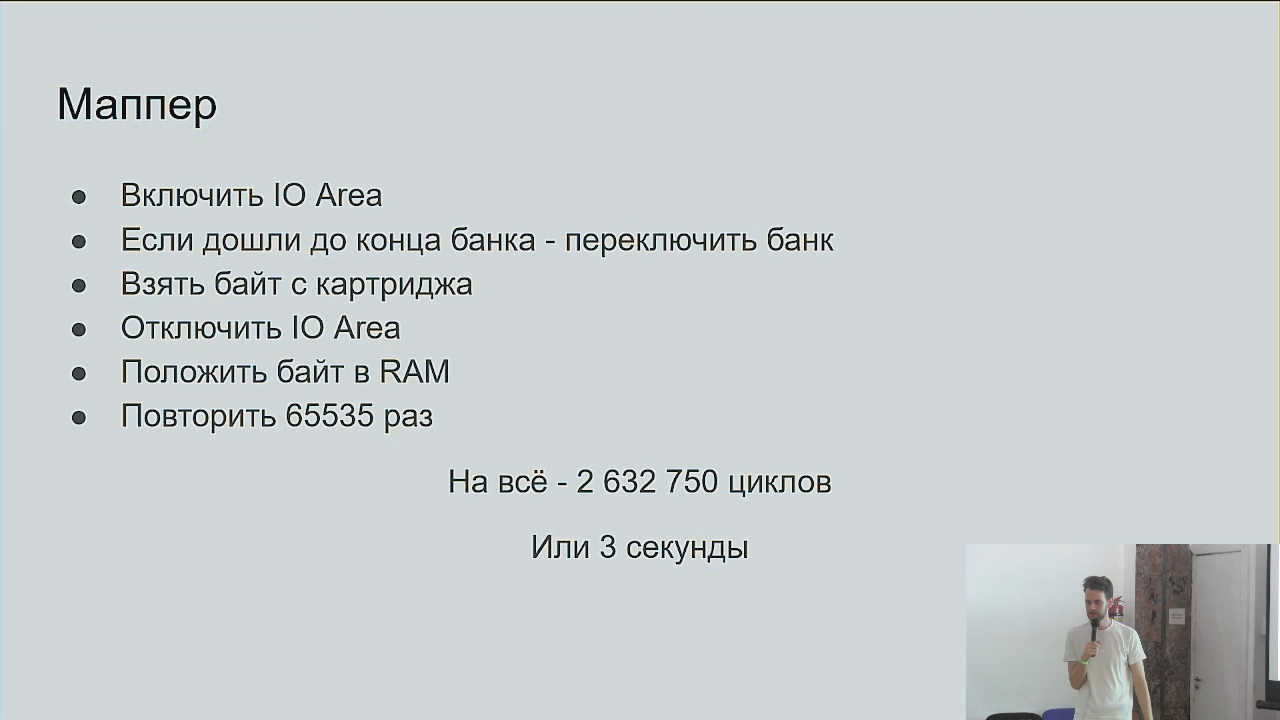 Маппер
● Включить IO Area
● Если дошли до конца банка - переключить банк
● Взять байт с картриджа
● Отключить IO Area
● Положить байт в RAM
● Повторить 65535 раз
На всё - 2 632 750 циклов
Или 3 секунды